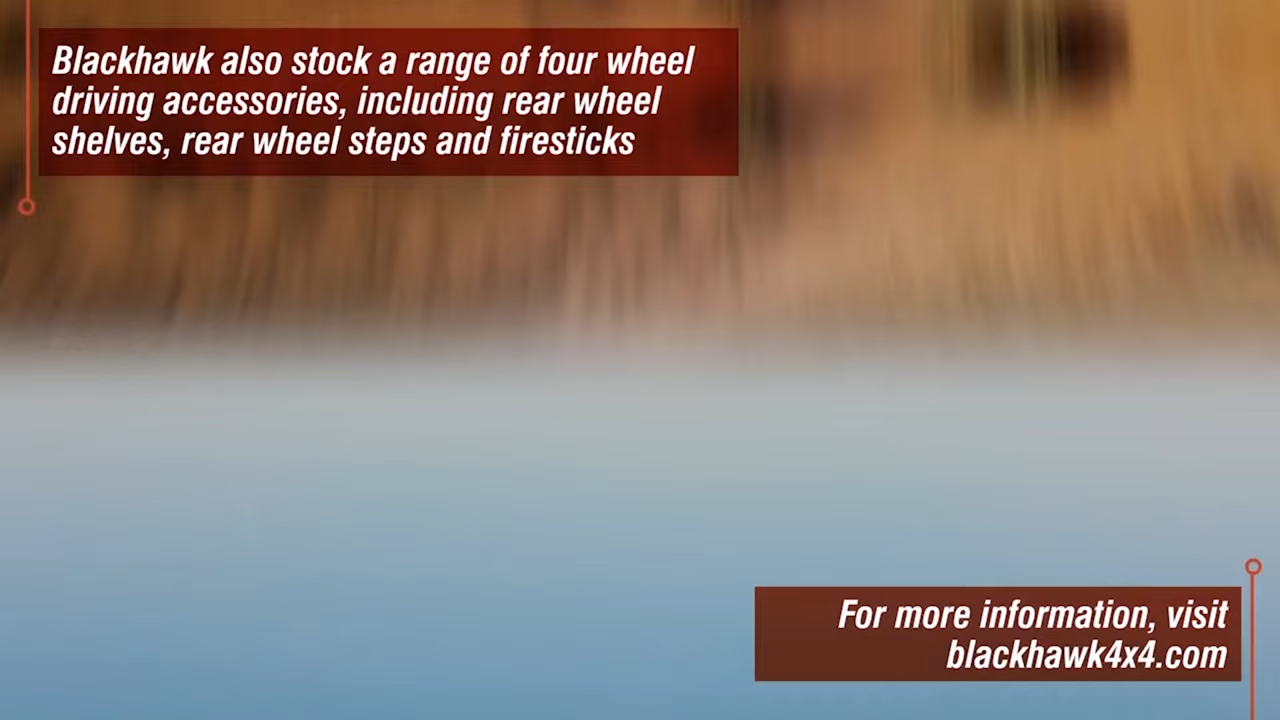 Blackhawk also stock a range of four wheel
driving accessories, including rear wheel
shelves, rear wheel steps and firesticks
For more information, visit
blackhawk4x4.com